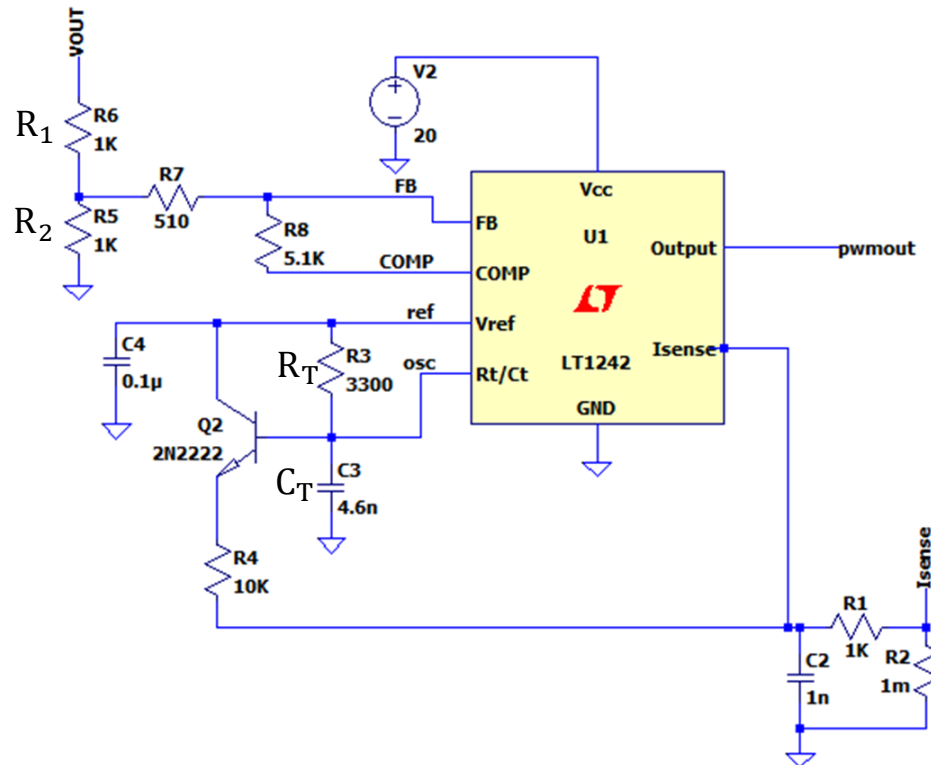 VOUT
R₁
R6
1K
R₂
R5
1K
R7
510
R8
5.1K
FB
COMP
V2
+
−
20
Vcc
FB
U1
Output
COMP
Vref
Isense
Rt/Ct
LT1242
GND
pwmout
ref
osc
C4
0.1µ
R_T
R3
3300
Q2
2N2222
C_T
C3
4.6n
R4
10K
Isense
R1
1K
R2
1m
C2
1n